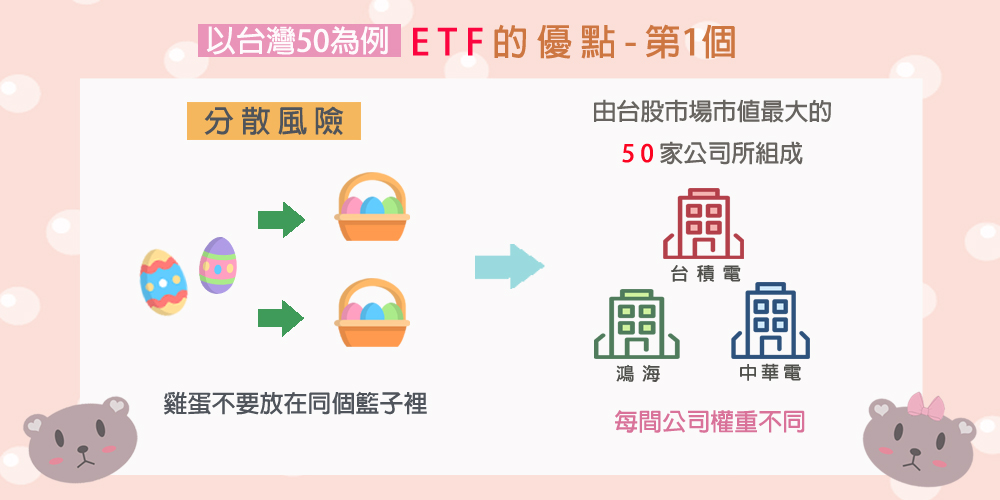 以台灣50為例 ETF的優點-第1個
分散風險
雞蛋不要放在同個籃子裡
由台股市場市值最大的
50家公司所組成
台積電
鴻海
中華電
每間公司權重不同